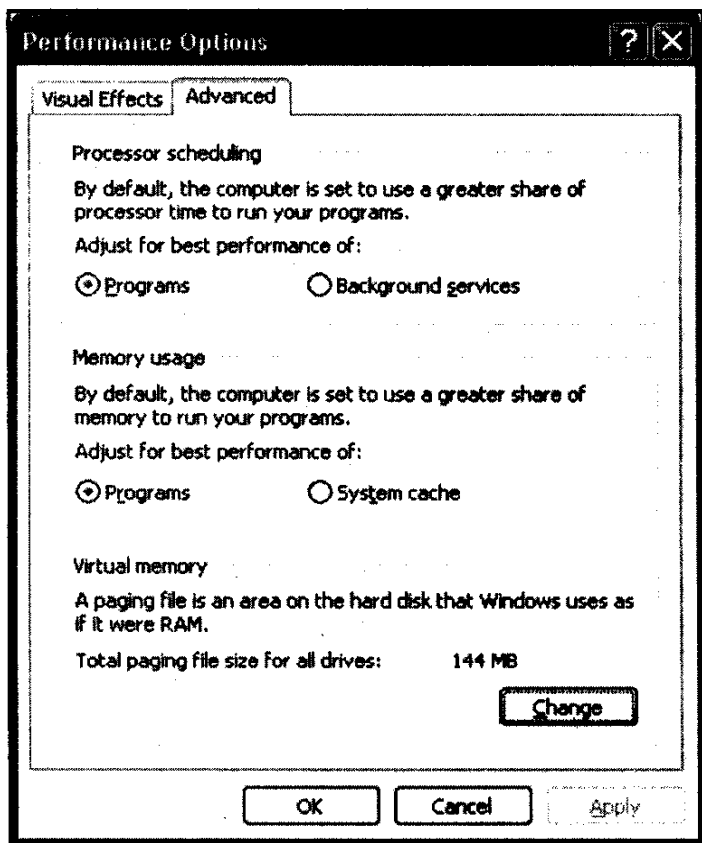 Performance Options
Visual Effects
Advanced
Processor scheduling
By default, the computer is set to use a greater share of
processor time to run your programs.
Adjust for best performance of:
Programs Background services
Memory usage
By default, the computer is set to use a greater share of
memory to run your programs.
Adjust for best performance of:
Programs System cache
Virtual memory
A paging file is an area on the hard disk that Windows uses as
if it were RAM.
Total paging file size for all drives: 144 MB
Change
OK Cancel Apply